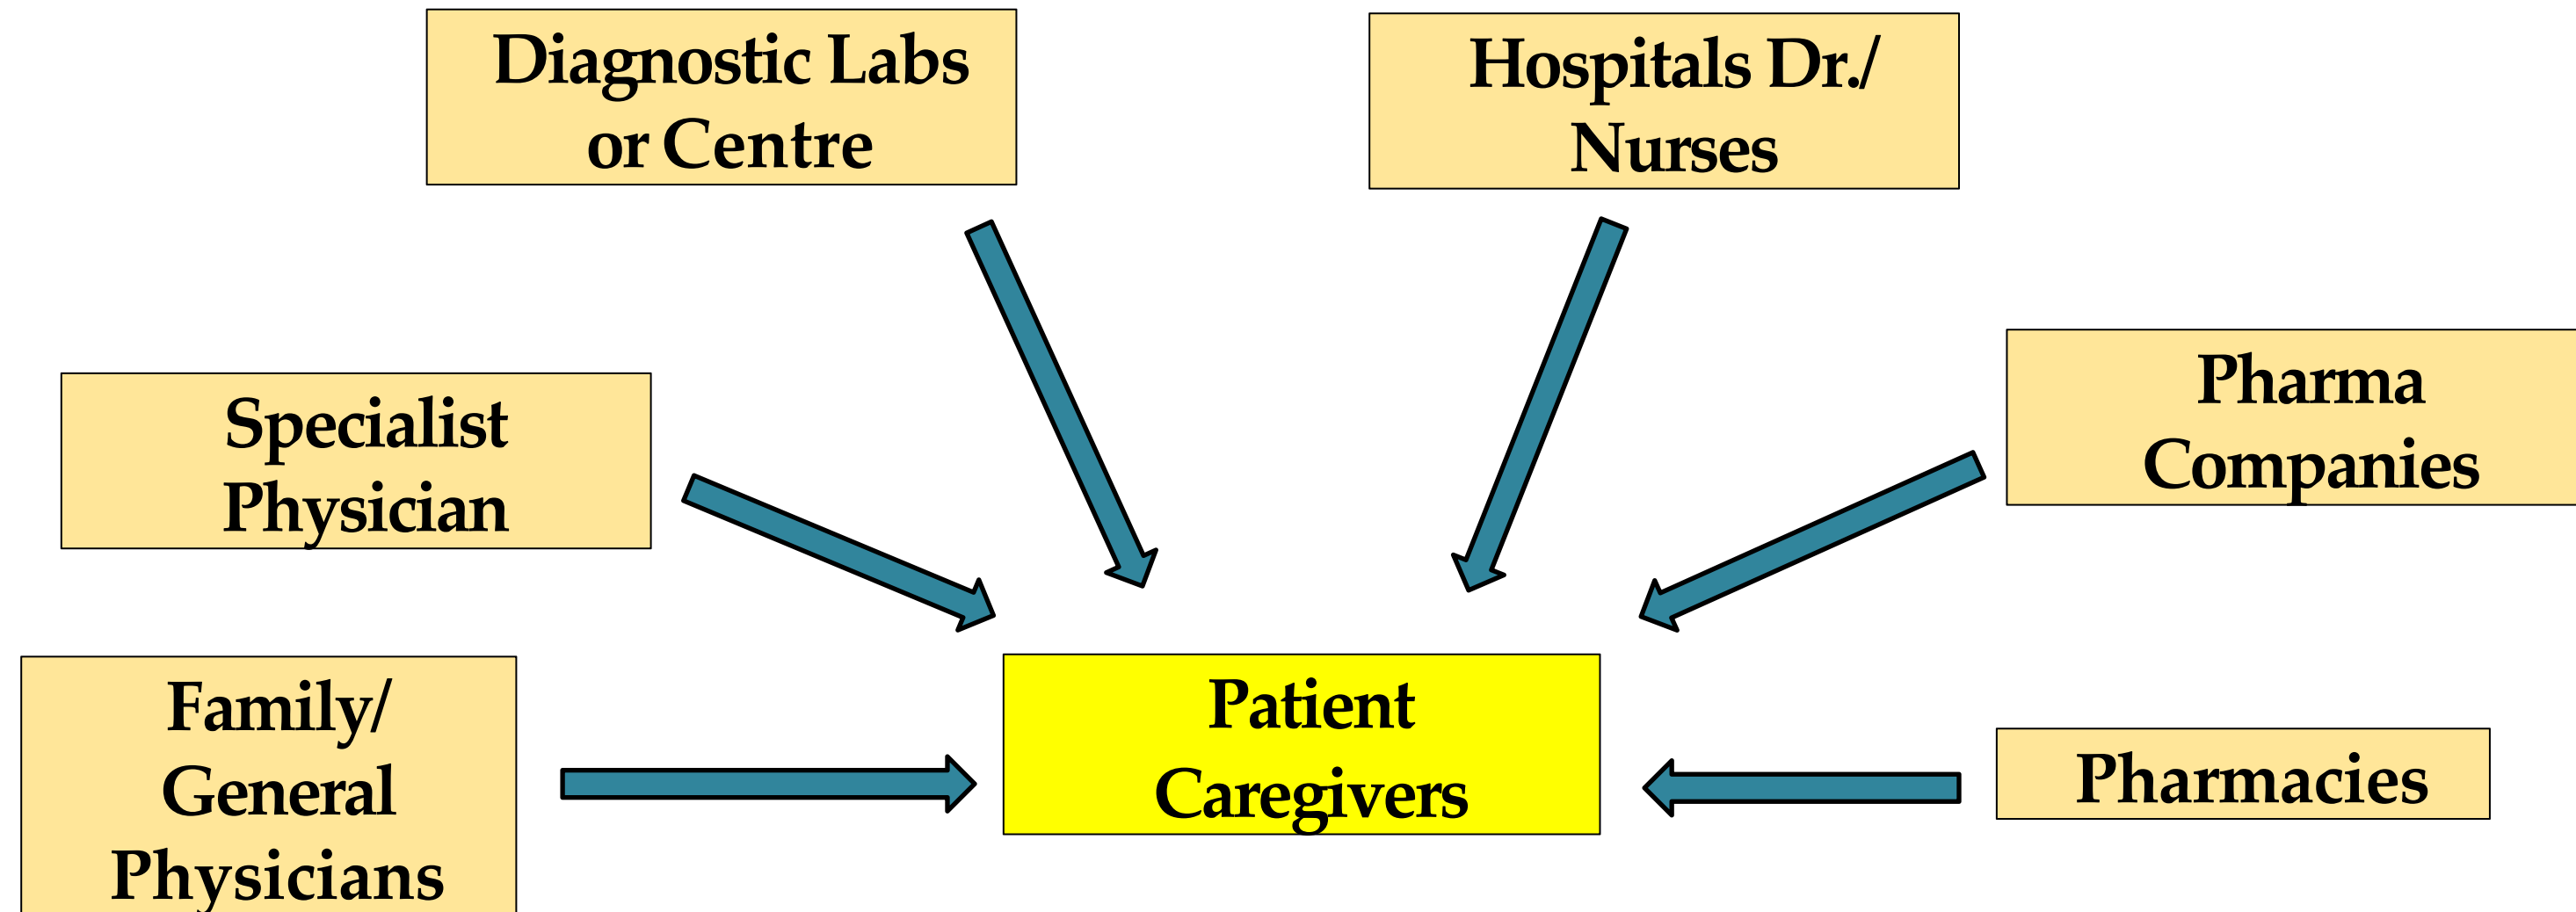 Diagnostic Labs
or Centre
Hospitals Dr./
Nurses
Pharma
Companies
Specialist
Physician
Family/
General
Physicians
Patient
Caregivers
Pharmacies